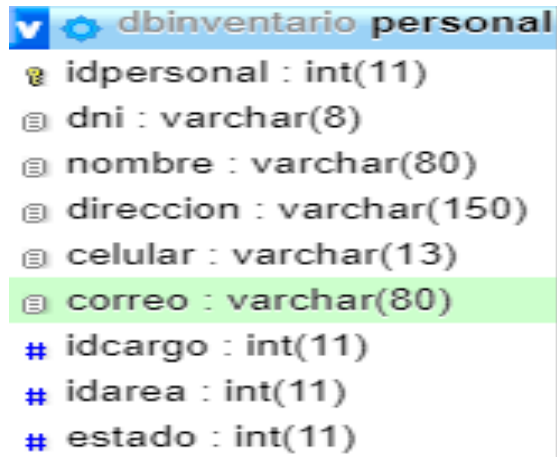 v dbinventario personal
idpersonal : int(11)
dni : varchar(8)
nombre : varchar(80)
direccion : varchar(150)
celular : varchar(13)
correo : varchar(80)
# idcargo : int(11)
# idarea : int(11)
# estado : int(11)